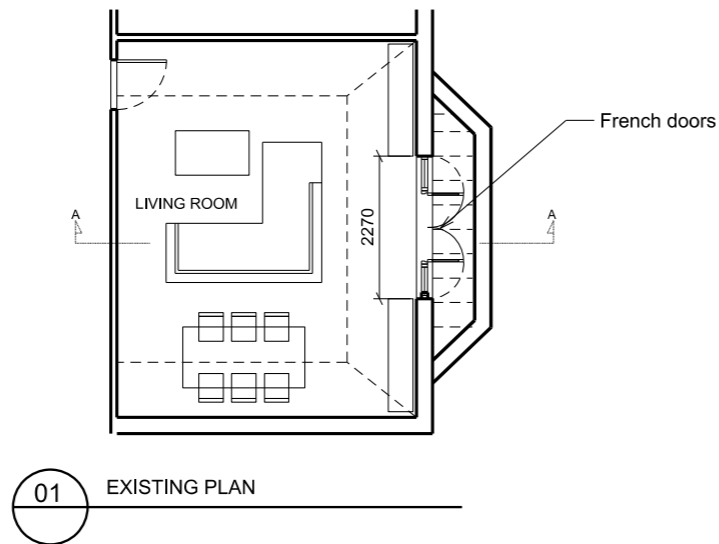 French doors
LIVING ROOM
A
A
2270
01
EXISTING PLAN